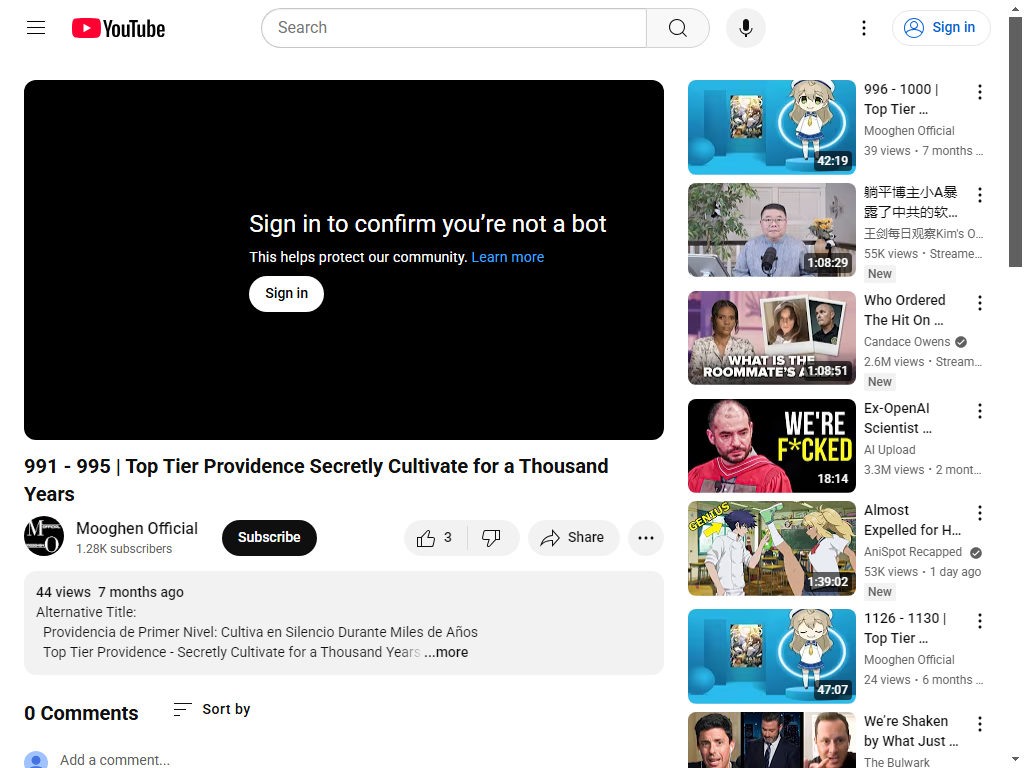 YouTube
Search
Sign in
Sign in to confirm you’re not a bot
This helps protect our community. Learn more
Sign in
991 - 995 | Top Tier Providence Secretly Cultivate for a Thousand
Years
Mooghen Official
1.28K subscribers
Subscribe
3
Share
44 views 7 months ago
Alternative Title:
Providencia de Primer Nivel: Cultiva en Silencio Durante Miles de Años
Top Tier Providence - Secretly Cultivate for a Thousand Years ...more
0 Comments
Sort by
Add a comment...
42:19
996 - 1000 |
Top Tier ...
Mooghen Official
39 views • 7 months ...
1:08:29
躺平博主小A暴
露了中共的软...
王剑每日观察Kim's O...
55K views • Streame...
New
WHAT IS THE
ROOMMATE'S A
1:08:51
Who Ordered
The Hit On ...
Candace Owens
2.6M views • Stream...
New
WE'RE
F*CKED
18:14
Ex-OpenAI
Scientist ...
AI Upload
3.3M views • 2 mont...
GENIUS
1:39:02
Almost
Expelled for H...
AniSpot Recapped
53K views • 1 day ago
New
47:07
1126 - 1130 |
Top Tier ...
Mooghen Official
24 views • 6 months ...
We're Shaken
by What Just ...
The Bulwark